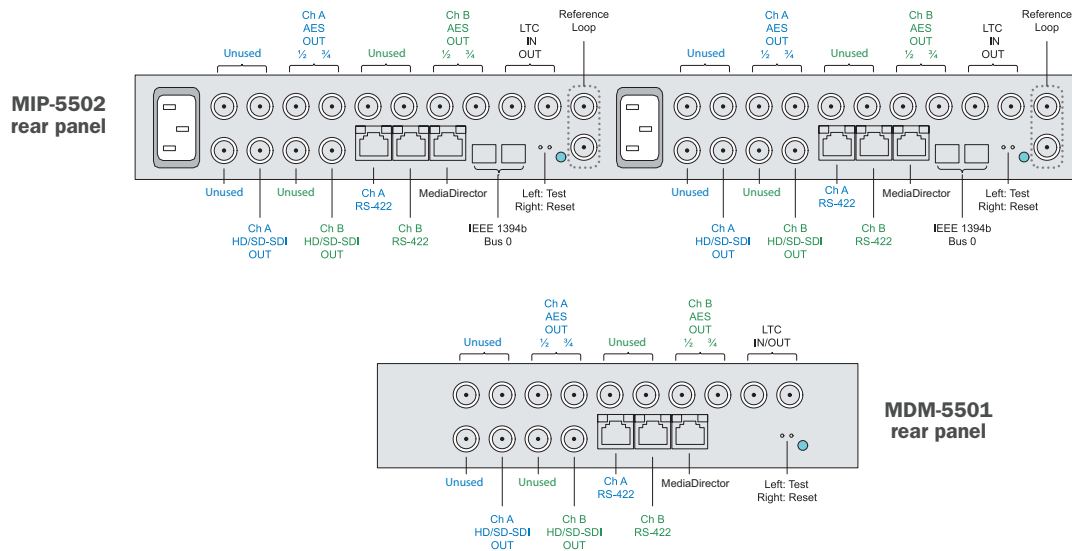 Reference
Loop
Ch A
AES
OUT
½ ¾
Ch B
AES
OUT
½ ¾
LTC
IN
OUT
Unused
Unused
Reference
Loop
Ch A
AES
OUT
½ ¾
Ch B
AES
OUT
½ ¾
LTC
IN
OUT
Unused
Unused
MIP-5502
rear panel
Unused
Unused
Ch A
RS-422
MediaDirector
Left: Test
Right: Reset
Ch A
HD/SD-SDI
OUT
Ch B
HD/SD-SDI
OUT
Ch B
RS-422
IEEE 1394b
Bus 0
Unused
Unused
Ch A
RS-422
MediaDirector
Left: Test
Right: Reset
Ch A
HD/SD-SDI
OUT
Ch B
HD/SD-SDI
OUT
Ch B
RS-422
IEEE 1394b
Bus 0
Ch A
AES
OUT
½ ¾
Ch B
AES
OUT
½ ¾
LTC
IN/OUT
Unused
Unused
MDM-5501
rear panel
Unused
Unused
Ch A
RS-422
MediaDirector
Left: Test
Right: Reset
Ch A
HD/SD-SDI
OUT
Ch B
HD/SD-SDI
OUT
Ch B
RS-422